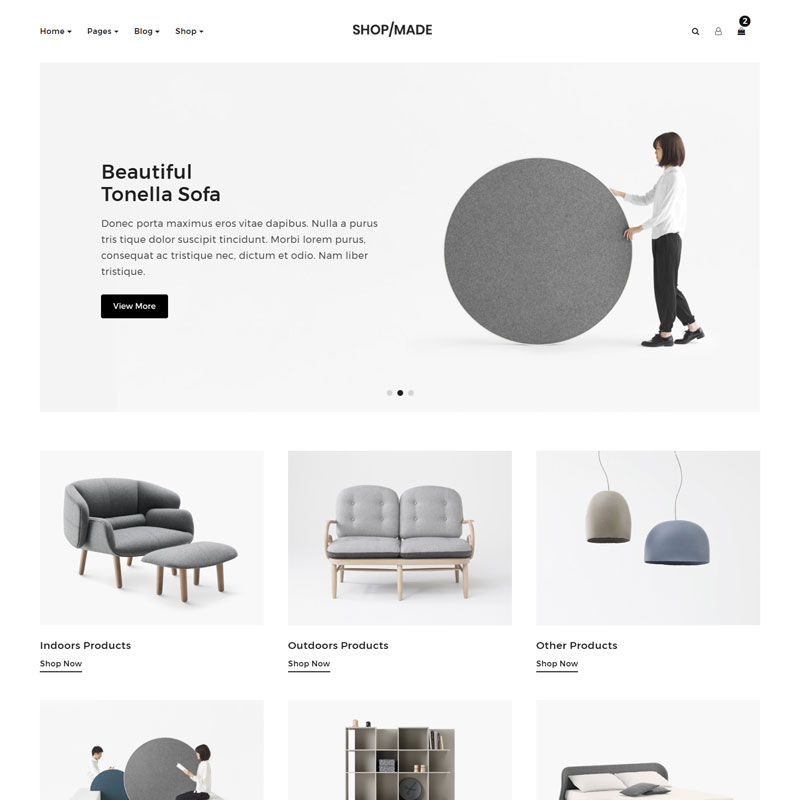 Home Pages Blog Shop
SHOP/MADE
2
Beautiful
Tonella Sofa
Donec porta maximus eros vitae dapibus. Nulla a purus
tris tique dolor suscipit tincidunt. Morbi lorem purus,
consequat ac tristique nec, dictum et odio. Nam liber
tristique.
View More
Indoors Products
Shop Now
Outdoors Products
Shop Now
Other Products
Shop Now